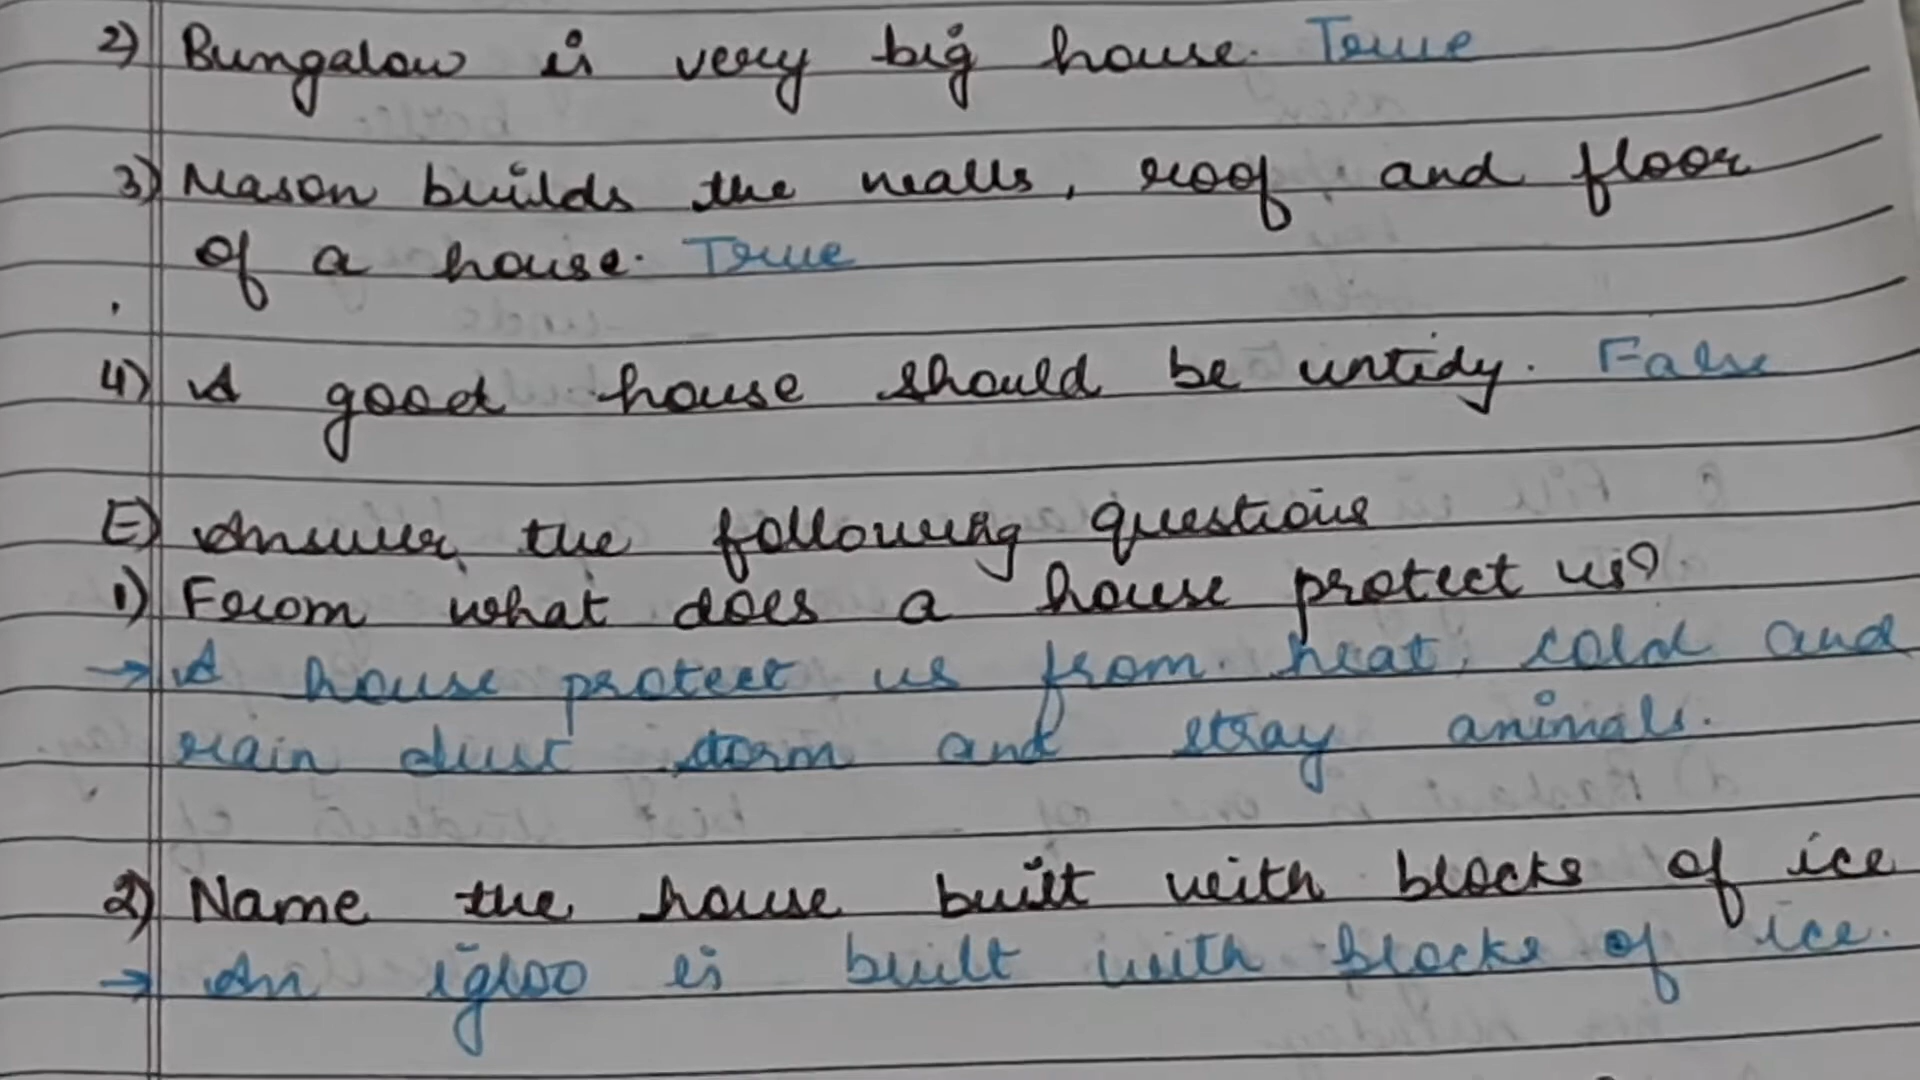 2) Bungalow is very big house. True
3) Mason builds the walls, roof and floor
of a house. True
4) A good house should be untidy. False
E) Answer the following questions
1) From what does a house protect us?
→ A house protect us from heat, cold and
rain dust storm and stray animals.
2) Name the house built with blocks of ice
→ An igloo is built with blocks of ice.